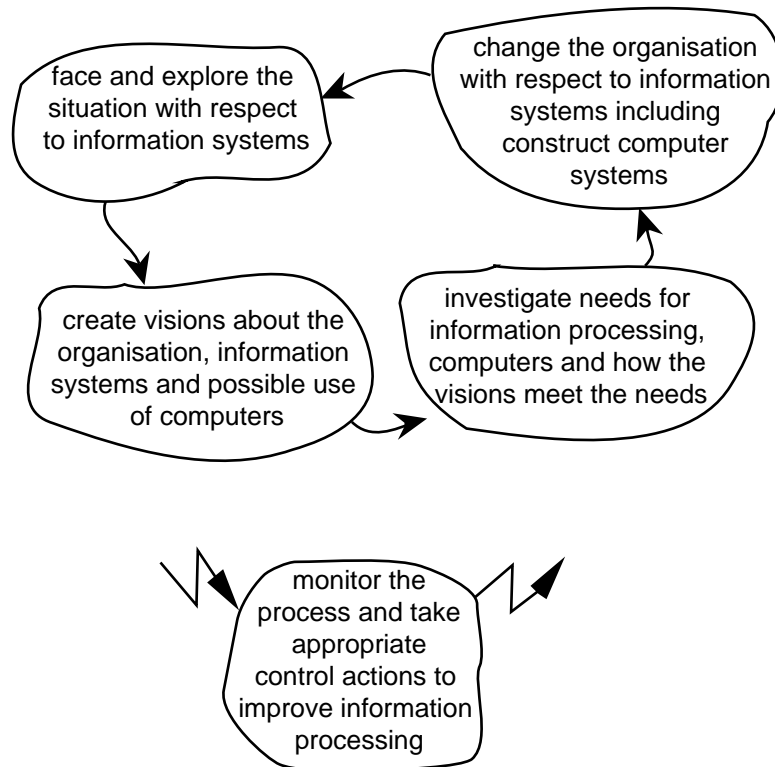 face and explore the
situation with respect
to information systems
change the organisation
with respect to information
systems including
construct computer
systems
create visions about the
organisation, information
systems and possible use
of computers
investigate needs for
information processing,
computers and how the
visions meet the needs
monitor the
process and take
appropriate
control actions to
improve information
processing